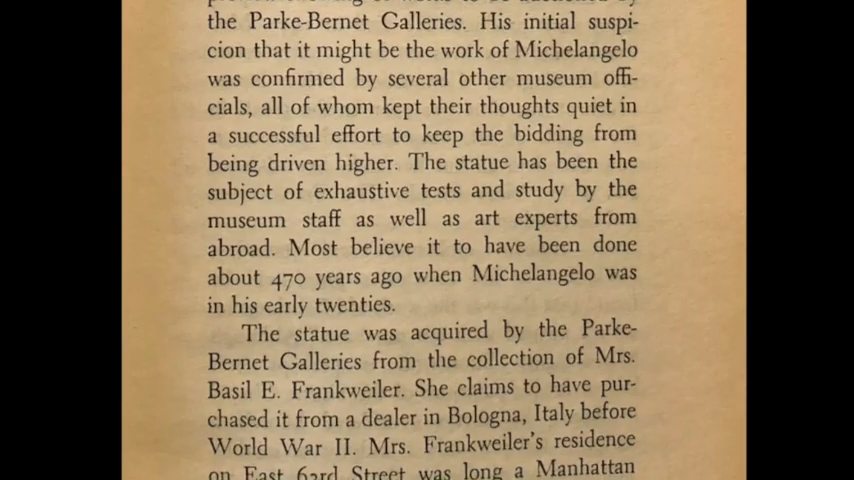 the Parke-Bernet Galleries. His initial suspi-
cion that it might be the work of Michelangelo
was confirmed by several other museum offi-
cials, all of whom kept their thoughts quiet in
a successful effort to keep the bidding from
being driven higher. The statue has been the
subject of exhaustive tests and study by the
museum staff as well as art experts from
abroad. Most believe it to have been done
about 470 years ago when Michelangelo was
in his early twenties.
The statue was acquired by the Parke-
Bernet Galleries from the collection of Mrs.
Basil E. Frankweiler. She claims to have pur-
chased it from a dealer in Bologna, Italy before
World War II. Mrs. Frankweiler's residence
on East 63rd Street was long a Manhattan